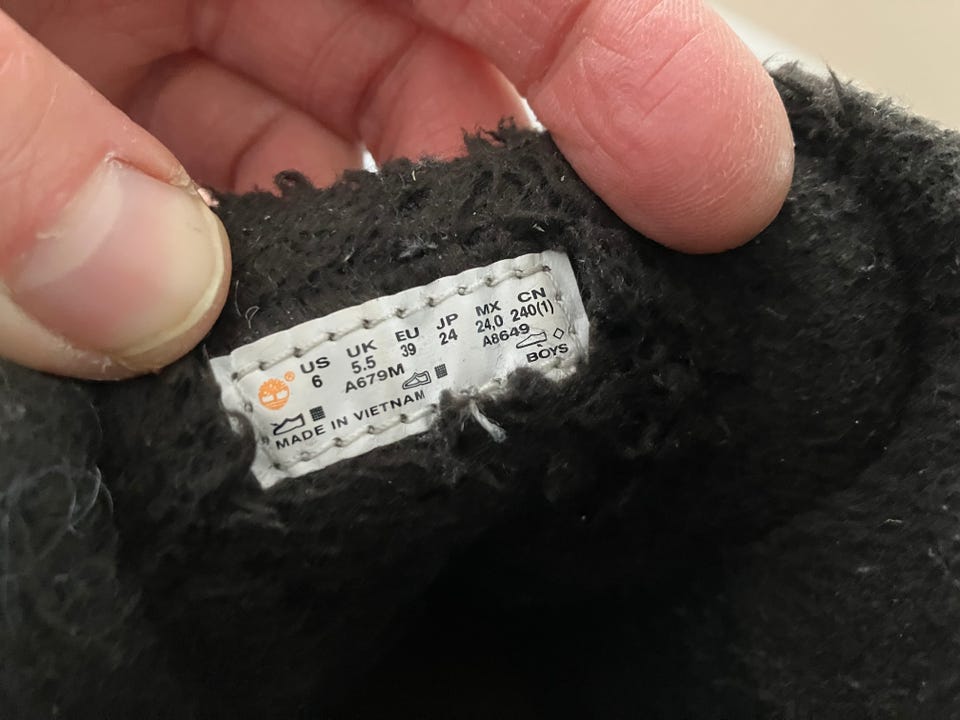 US UK EU JP MX CN
6 5.5 39 24 24,0 240(1)
A679M A8649
BOYS
MADE IN VIETNAM
®